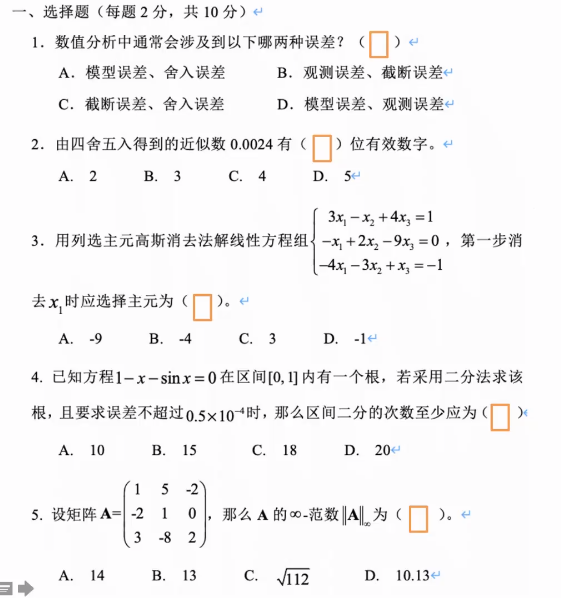 一、选择题（每题 2 分，共 10 分）↵
1．数值分析中通常会涉及到以下哪两种误差？（ ）↵
A．模型误差、舍入误差 B．观测误差、截断误差↵
C．截断误差、舍入误差 D．模型误差、观测误差↵
2．由四舍五入得到的近似数 0.0024 有（ ）位有效数字。↵
A． 2 B． 3 C． 4 D． 5↵
3x₁ − x₂ + 4x₃ = 1
3．用列选主元高斯消去法解线性方程组 { −x₁ + 2x₂ − 9x₃ = 0 ，第一步消
−4x₁ − 3x₂ + x₃ = −1
去 x₁ 时应选择主元为（ ）。↵
A． -9 B． -4 C． 3 D． -1↵
4. 已知方程 1 − x − sin x = 0 在区间[0, 1] 内有一个根，若采用二分法求该
根，且要求误差不超过 0.5×10⁻⁴ 时，那么区间二分的次数至少应为（ ）↵
A． 10 B． 15 C． 18 D． 20↵
1 5 -2
5. 设矩阵 A= ( -2 1 0 ) ，那么 A 的 ∞-范数 ‖A‖∞ 为（ ）。↵
3 -8 2
A． 14 B． 13 C． √112 D． 10.13↵